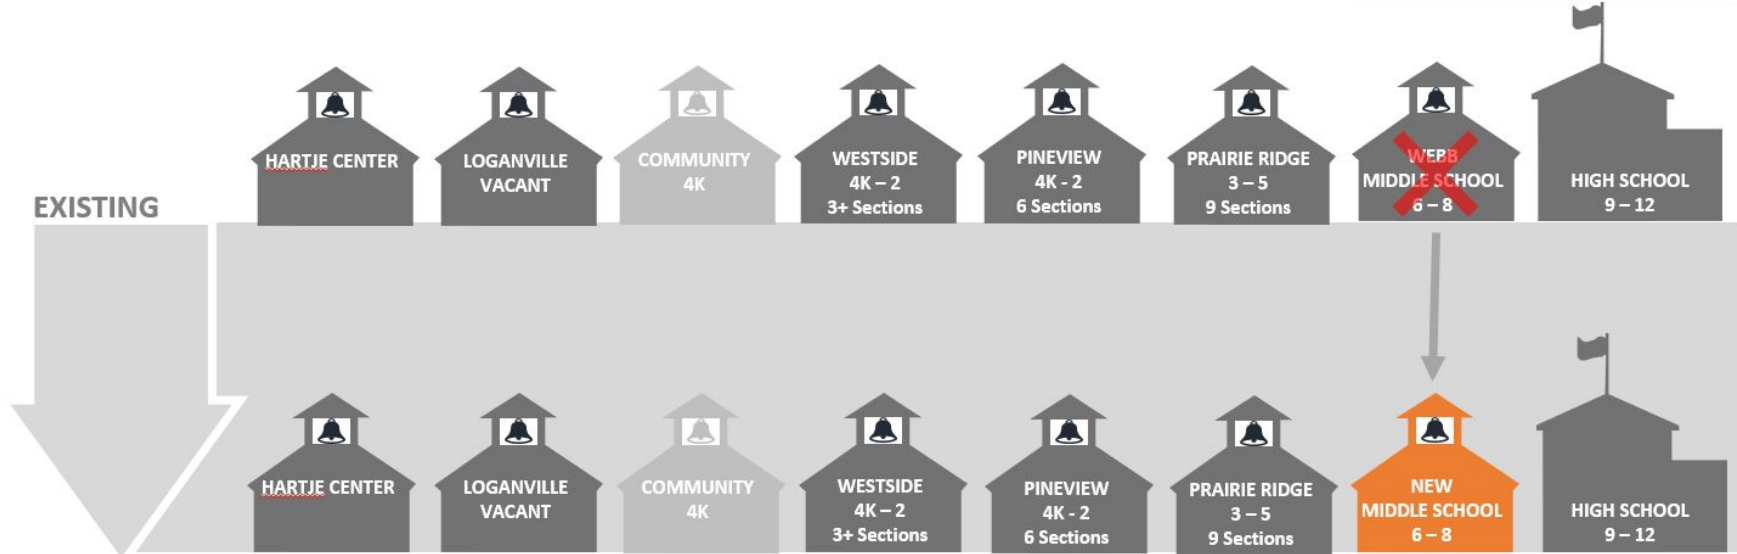 HARTJE CENTER
LOGANVILLE
VACANT
COMMUNITY
4K
WESTSIDE
4K – 2
3+ Sections
PINEVIEW
4K - 2
6 Sections
PRAIRIE RIDGE
3 – 5
9 Sections
WEBB
MIDDLE SCHOOL
6 – 8
HIGH SCHOOL
9 – 12
EXISTING
HARTJE CENTER
LOGANVILLE
VACANT
COMMUNITY
4K
WESTSIDE
4K – 2
3+ Sections
PINEVIEW
4K - 2
6 Sections
PRAIRIE RIDGE
3 – 5
9 Sections
NEW
MIDDLE SCHOOL
6 – 8
HIGH SCHOOL
9 – 12